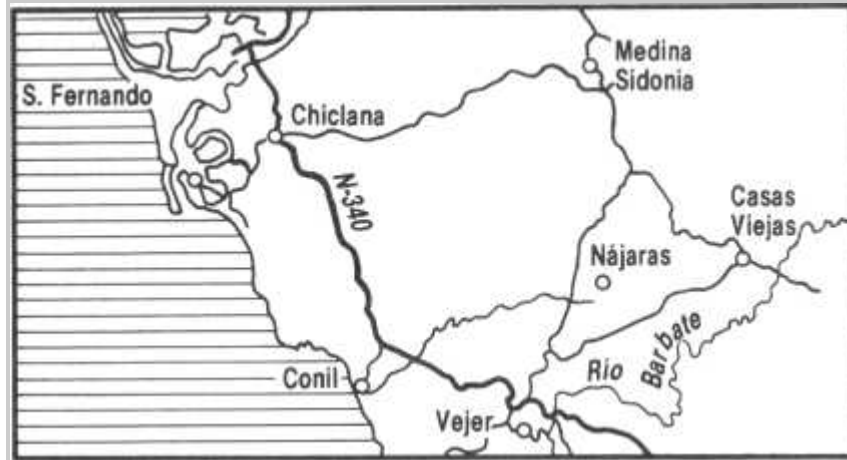 Medina
Sidonia
S. Fernando
Chiclana
N-340
Casas
Viejas
Nájaras
Río Barbate
Conil
Vejer